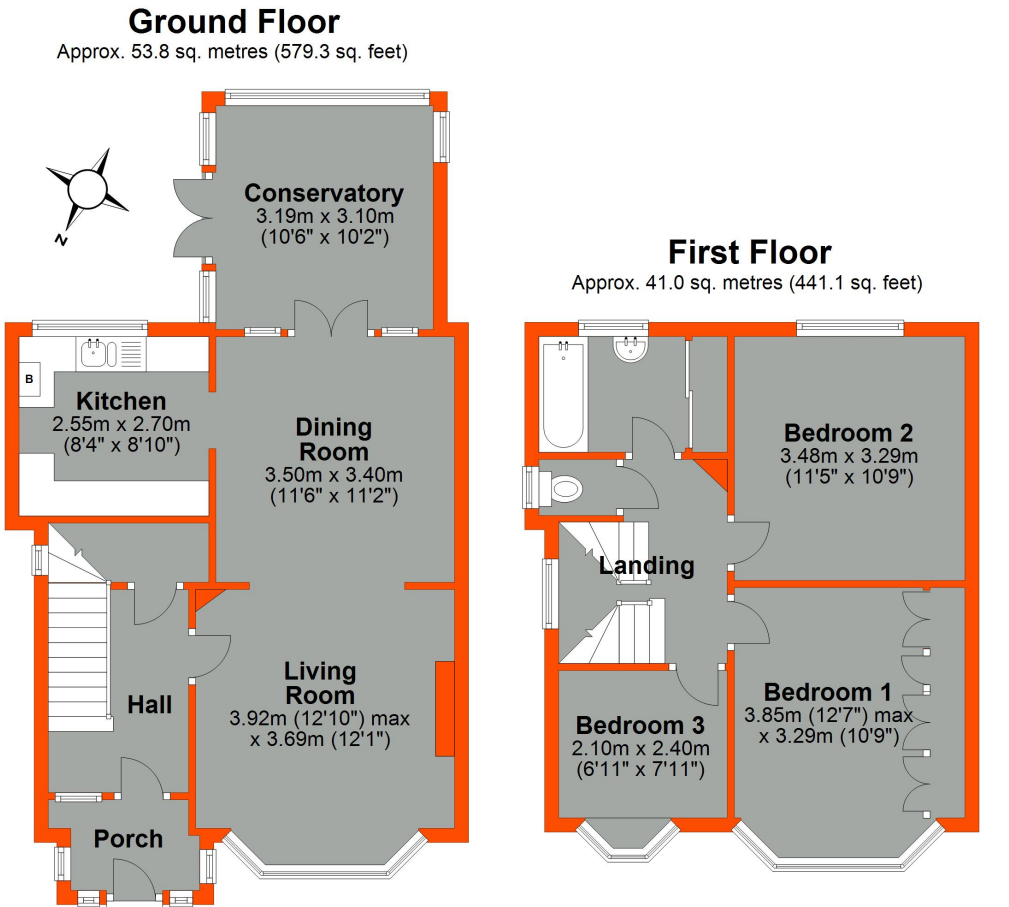 Ground Floor
Approx. 53.8 sq. metres (579.3 sq. feet)
Conservatory
3.19m x 3.10m
(10'6" x 10'2")
N
B
Kitchen
2.55m x 2.70m
(8'4" x 8'10")
Dining
Room
3.50m x 3.40m
(11'6" x 11'2")
Living
Room
3.92m (12'10") max
x 3.69m (12'1")
Hall
Porch
First Floor
Approx. 41.0 sq. metres (441.1 sq. feet)
Bedroom 2
3.48m x 3.29m
(11'5" x 10'9")
Landing
Bedroom 1
3.85m (12'7") max
x 3.29m (10'9")
Bedroom 3
2.10m x 2.40m
(6'11" x 7'11")